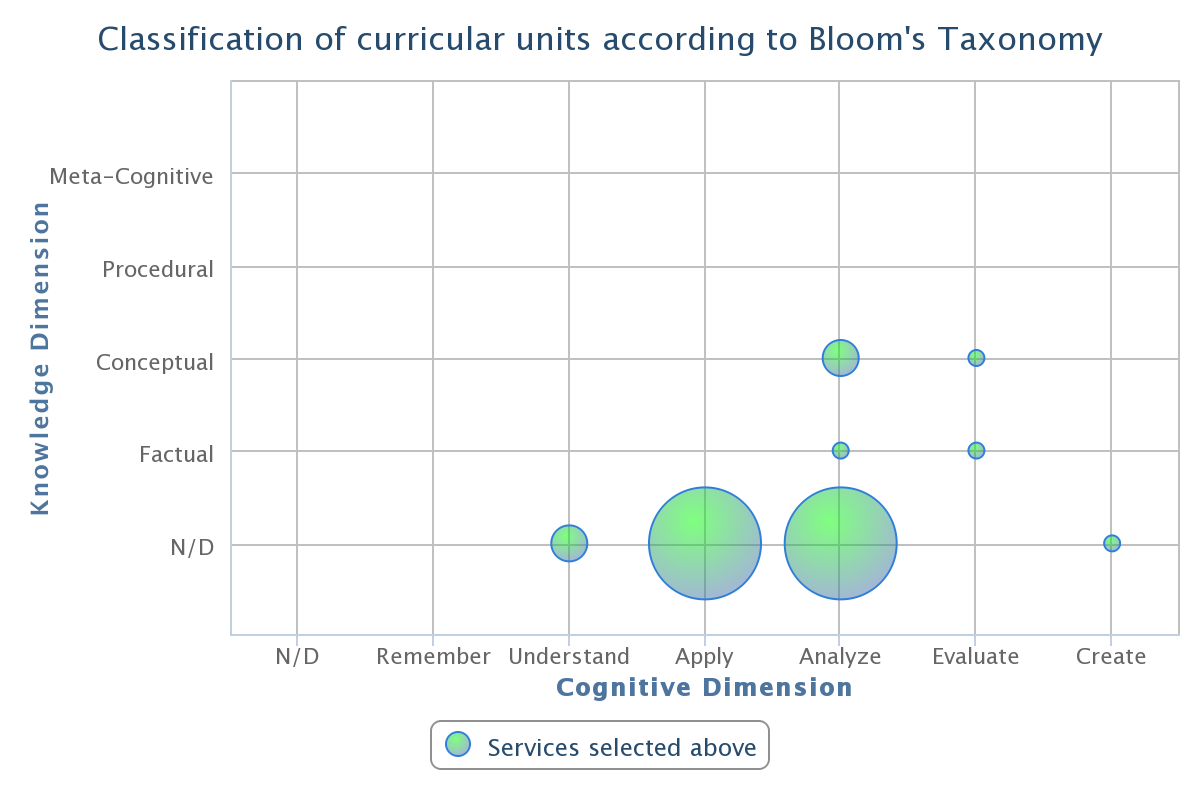 Classification of curricular units according to Bloom's Taxonomy
Knowledge Dimension
Meta-Cognitive
Procedural
Conceptual
Factual
N/D
N/D Remember Understand Apply Analyze Evaluate Create
Cognitive Dimension
Services selected above